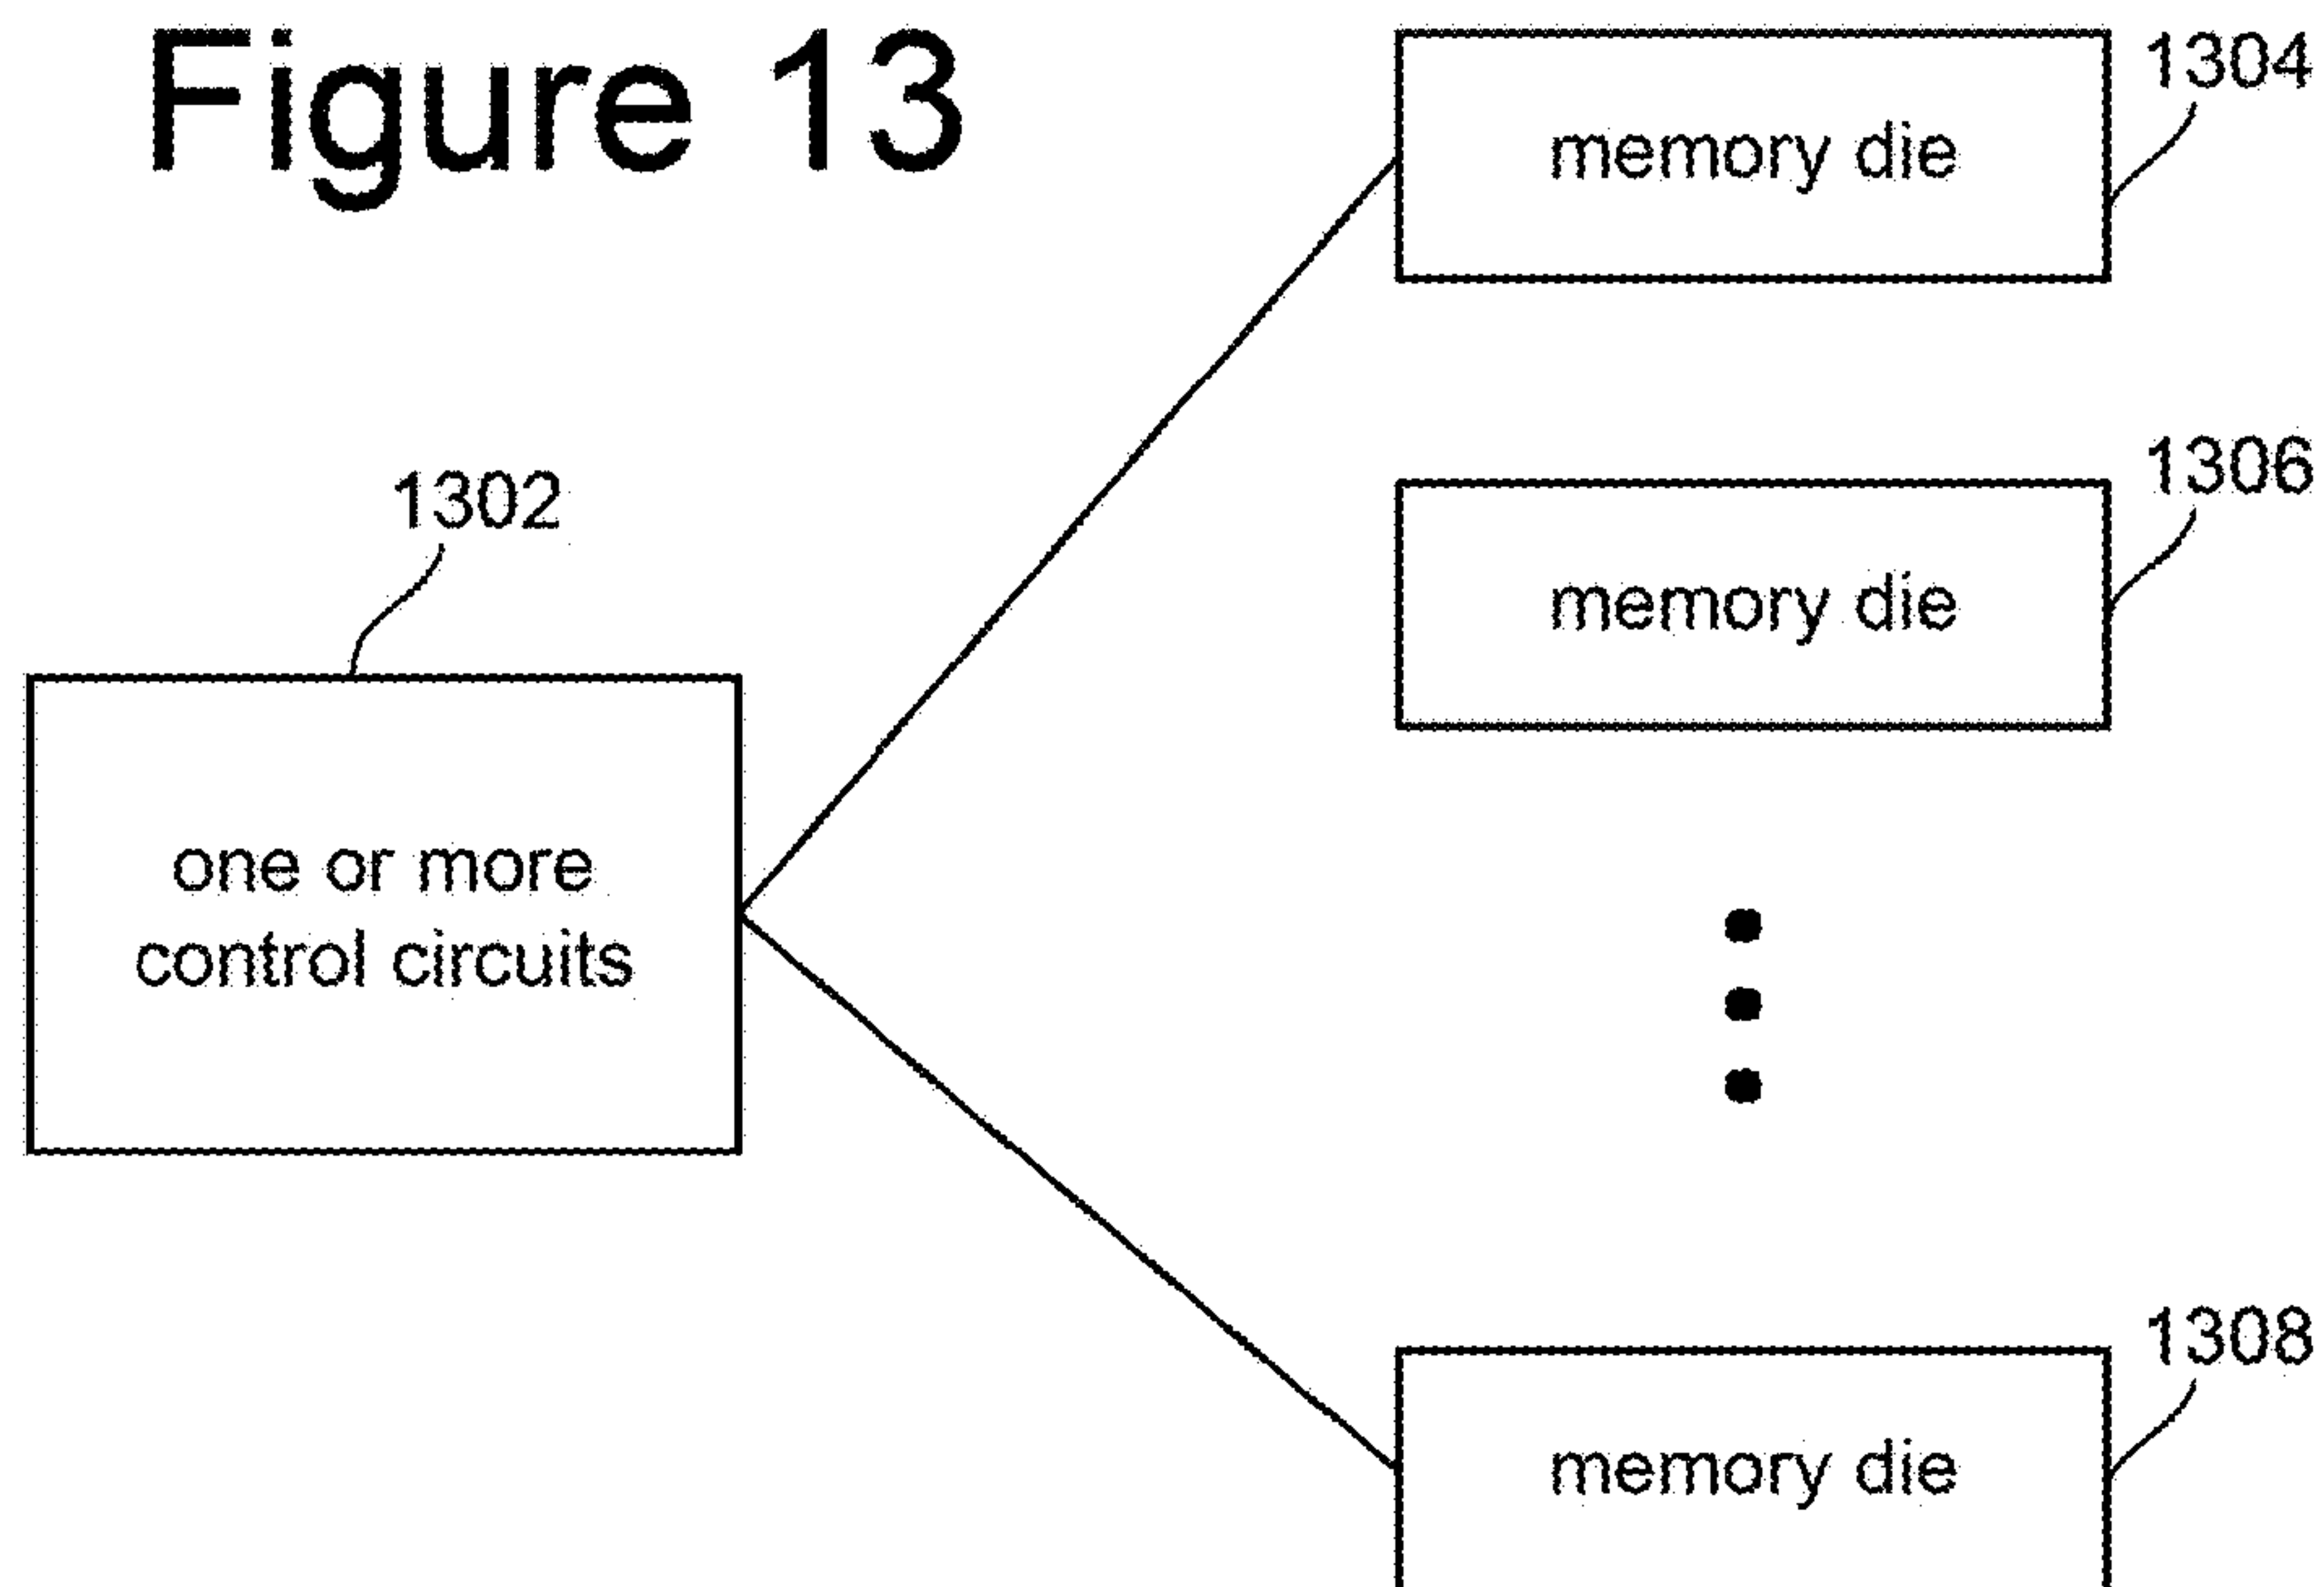 Figure 13
1304
memory die
1306
memory die
1302
one or more
control circuits
1308
memory die